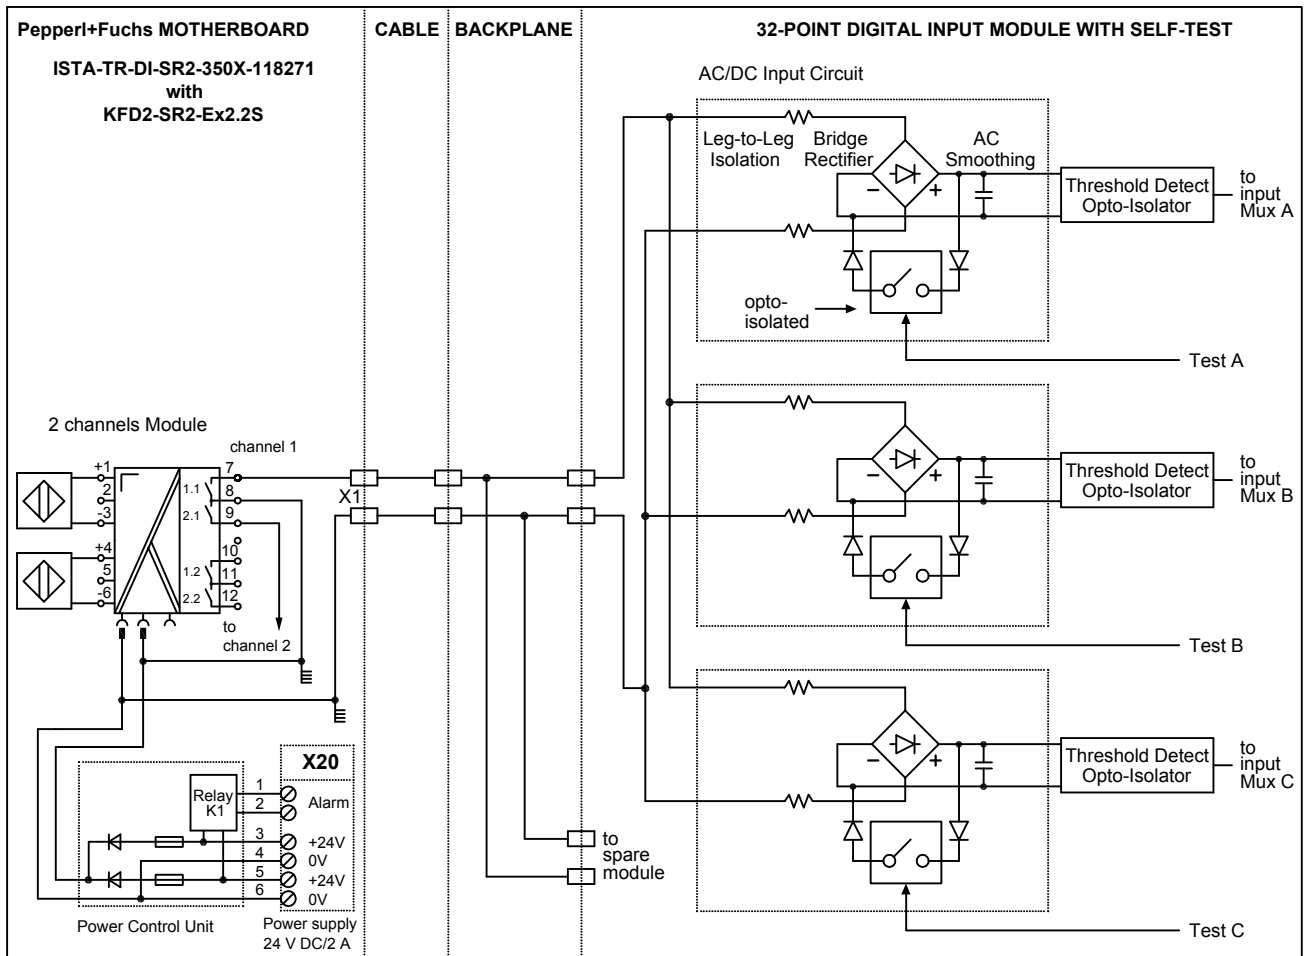 Pepperl+Fuchs MOTHERBOARD
CABLE
BACKPLANE
32-POINT DIGITAL INPUT MODULE WITH SELF-TEST
ISTA-TR-DI-SR2-350X-118271
with
KFD2-SR2-Ex2.2S
AC/DC Input Circuit
Leg-to-Leg
Isolation
Bridge
Rectifier
AC
Smoothing
− +
Threshold Detect
Opto-Isolator
to
input
Mux A
opto-
isolated
Test A
2 channels Module
channel 1
+1
2
-3
+4
5
-6
1.1
2.1
1.2
2.2
7
8
9
10
11
12
to
channel 2
X1
− +
Threshold Detect
Opto-Isolator
to
input
Mux B
Test B
− +
Threshold Detect
Opto-Isolator
to
input
Mux C
Test C
to
spare
module
X20
Relay
K1
1
2
Alarm
3 +24V
4 0V
5 +24V
6 0V
Power Control Unit
Power supply
24 V DC/2 A